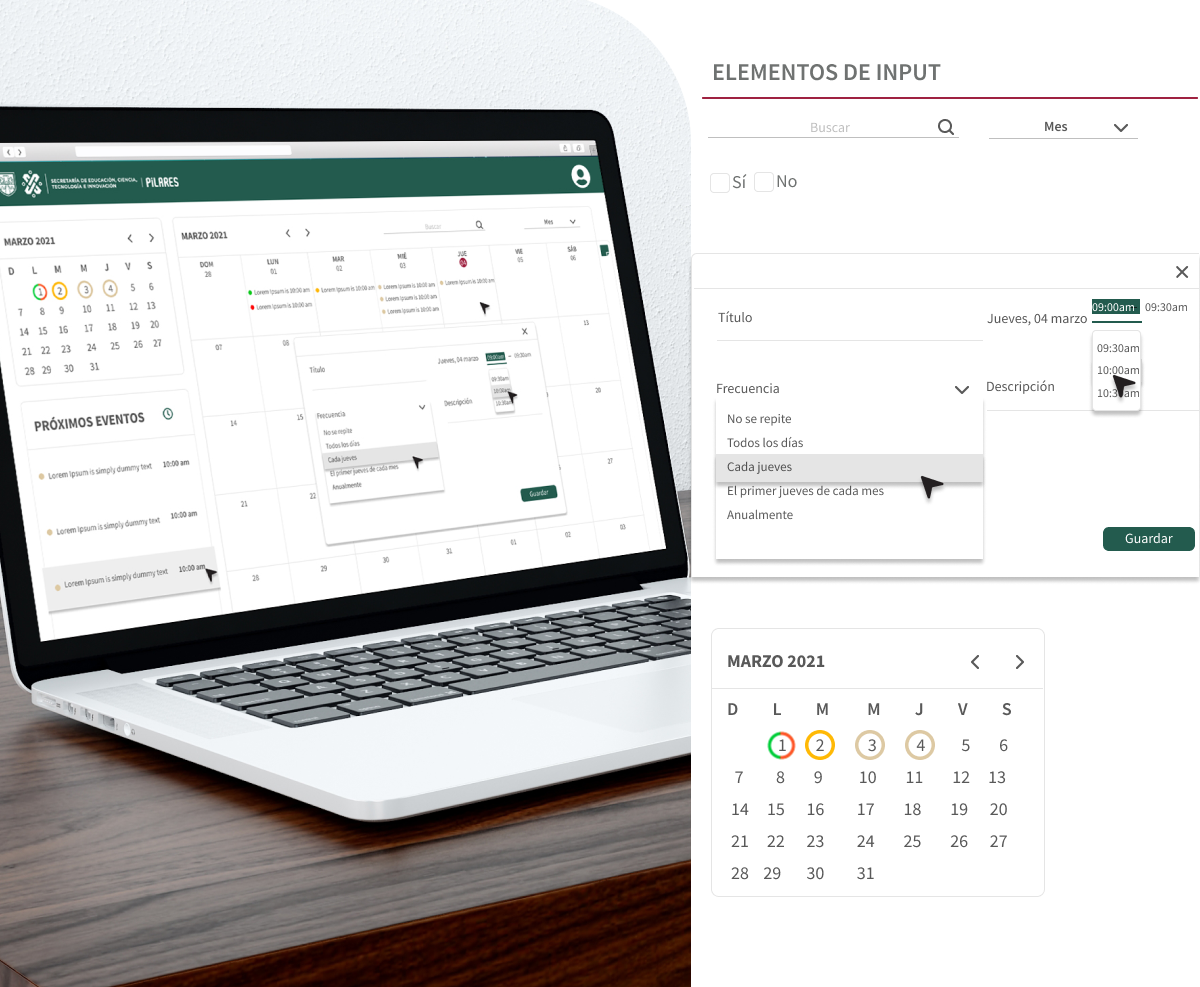 SECRETARÍA DE EDUCACIÓN, CIENCIA,
TECNOLOGÍA E INNOVACIÓN
PILARES
MARZO 2021
D L M M J V S
1 2 3 4 5 6
7 8 9 10 11 12 13
14 15 16 17 18 19 20
21 22 23 24 25 26 27
28 29 30 31
PRÓXIMOS EVENTOS
Lorem Ipsum is simply dummy text 10:00 am
Lorem Ipsum is simply dummy text 10:00 am
Lorem Ipsum is simply dummy text 10:00 am
MARZO 2021
Buscar
Mes
DOM LUN MAR MIÉ JUE VIE SÁB
28 01 02 03 04 05 06
Lorem Ipsum is 10:00 am Lorem Ipsum is 10:00 am Lorem Ipsum is 10:00 am Lorem Ipsum is 10:00 am
Lorem Ipsum is 10:00 am Lorem Ipsum is 10:00 am
Lorem Ipsum is 10:00 am
07 08 13
14 15 20
21 22 27
28 29 30 31 01 02 03
Título
Jueves, 04 marzo 09:00am – 09:30am
09:30am
10:00am
Frecuencia
Descripción
No se repite
Todos los días
Cada jueves
El primer jueves de cada mes
Anualmente
Guardar
ELEMENTOS DE INPUT
Buscar
Mes
Sí No
Título
Jueves, 04 marzo 09:00am 09:30am
09:30am
10:00am
10:30am
Frecuencia
Descripción
No se repite
Todos los días
Cada jueves
El primer jueves de cada mes
Anualmente
Guardar
MARZO 2021
D L M M J V S
1 2 3 4 5 6
7 8 9 10 11 12 13
14 15 16 17 18 19 20
21 22 23 24 25 26 27
28 29 30 31